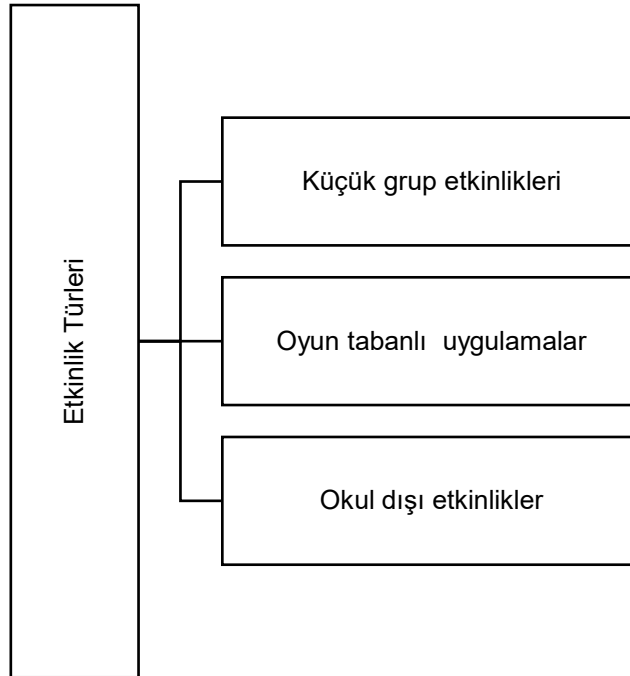 Etkinlik Türleri
Küçük grup etkinlikleri
Oyun tabanlı uygulamalar
Okul dışı etkinlikler